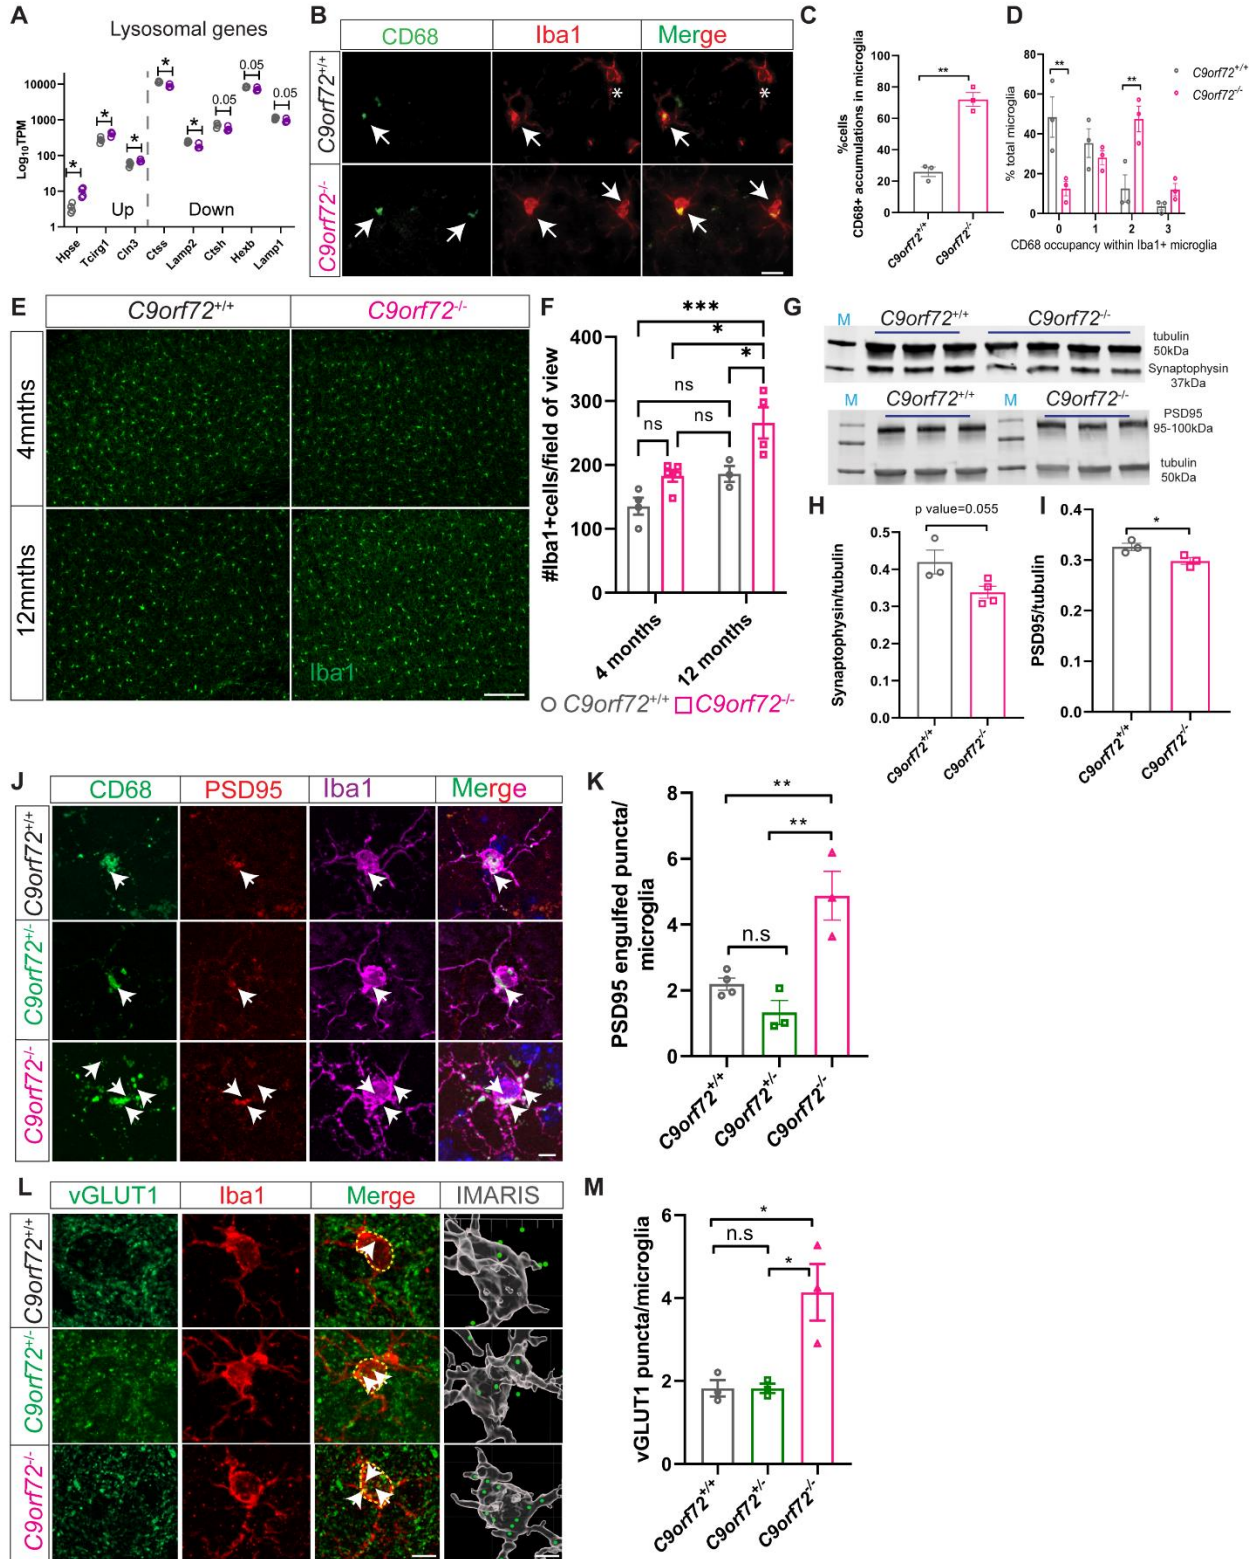 A
Lysosomal genes
Log10TPM
10000
1000
100
10
1
*
*
*
*
*
0.05
0.05
0.05
Up
Down
Hpse
Tcirg1
Cln3
Ctss
Lamp2
Ctsh
Hexb
Lamp1
B
CD68
Iba1
Merge
C9orf72+/+
C9orf72-/-
*
*
C
%cells
CD68+ accumulations in microglia
100
80
60
40
20
0
**
C9orf72+/+
C9orf72-/-
D
% total microglia
80
60
40
20
0
**
**
C9orf72+/+
C9orf72-/-
0
1
2
3
CD68 occupancy within Iba1+ microglia
E
C9orf72+/+
C9orf72-/-
4mnths
12mnths
Iba1
F
#Iba1+cells/field of view
400
300
200
100
0
***
*
*
ns
ns
ns
4 months
12 months
C9orf72+/+
C9orf72-/-
G
M
C9orf72+/+
C9orf72-/-
tubulin
50kDa
Synaptophysin
37kDa
M
C9orf72+/+
M
C9orf72-/-
PSD95
95-100kDa
tubulin
50kDa
H
p value=0.055
Synaptophysin/tubulin
0.5
0.4
0.3
0.2
0.1
0.0
C9orf72+/+
C9orf72-/-
I
*
PSD95/tubulin
0.4
0.3
0.2
0.1
0.0
C9orf72+/+
C9orf72-/-
J
CD68
PSD95
Iba1
Merge
C9orf72+/+
C9orf72+/-
C9orf72-/-
K
PSD95 engulfed puncta/
microglia
8
6
4
2
0
**
**
n.s
C9orf72+/+
C9orf72+/-
C9orf72-/-
L
vGLUT1
Iba1
Merge
IMARIS
C9orf72+/+
C9orf72+/-
C9orf72-/-
M
vGLUT1 puncta/microglia
6
4
2
0
*
n.s
*
C9orf72+/+
C9orf72+/-
C9orf72-/-